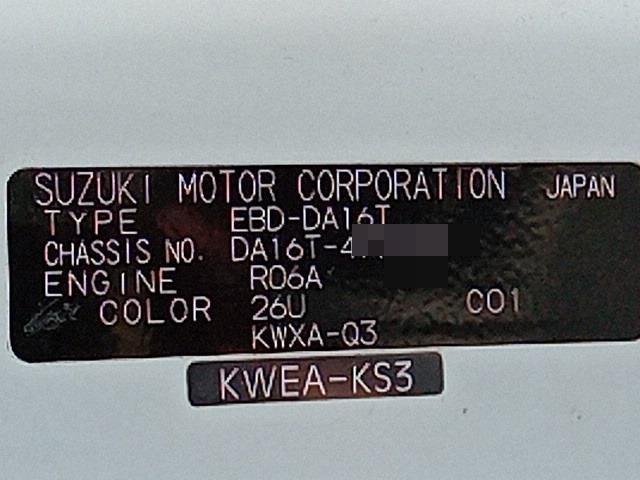 SUZUKI MOTOR CORPORATION JAPAN
TYPE EBD-DA16T
CHASSIS NO. DA16T-4
ENGINE R06A
COLOR 26U C01
KWXA-Q3
KWEA-KS3